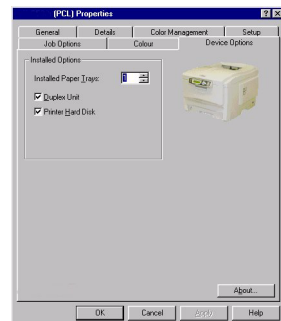 (PCL) Properties
General Details Color Management Setup
Job Options Colour Device Options
Installed Options
Installed Paper Trays: 1
Duplex Unit
Printer Hard Disk
About...
OK Cancel Apply Help